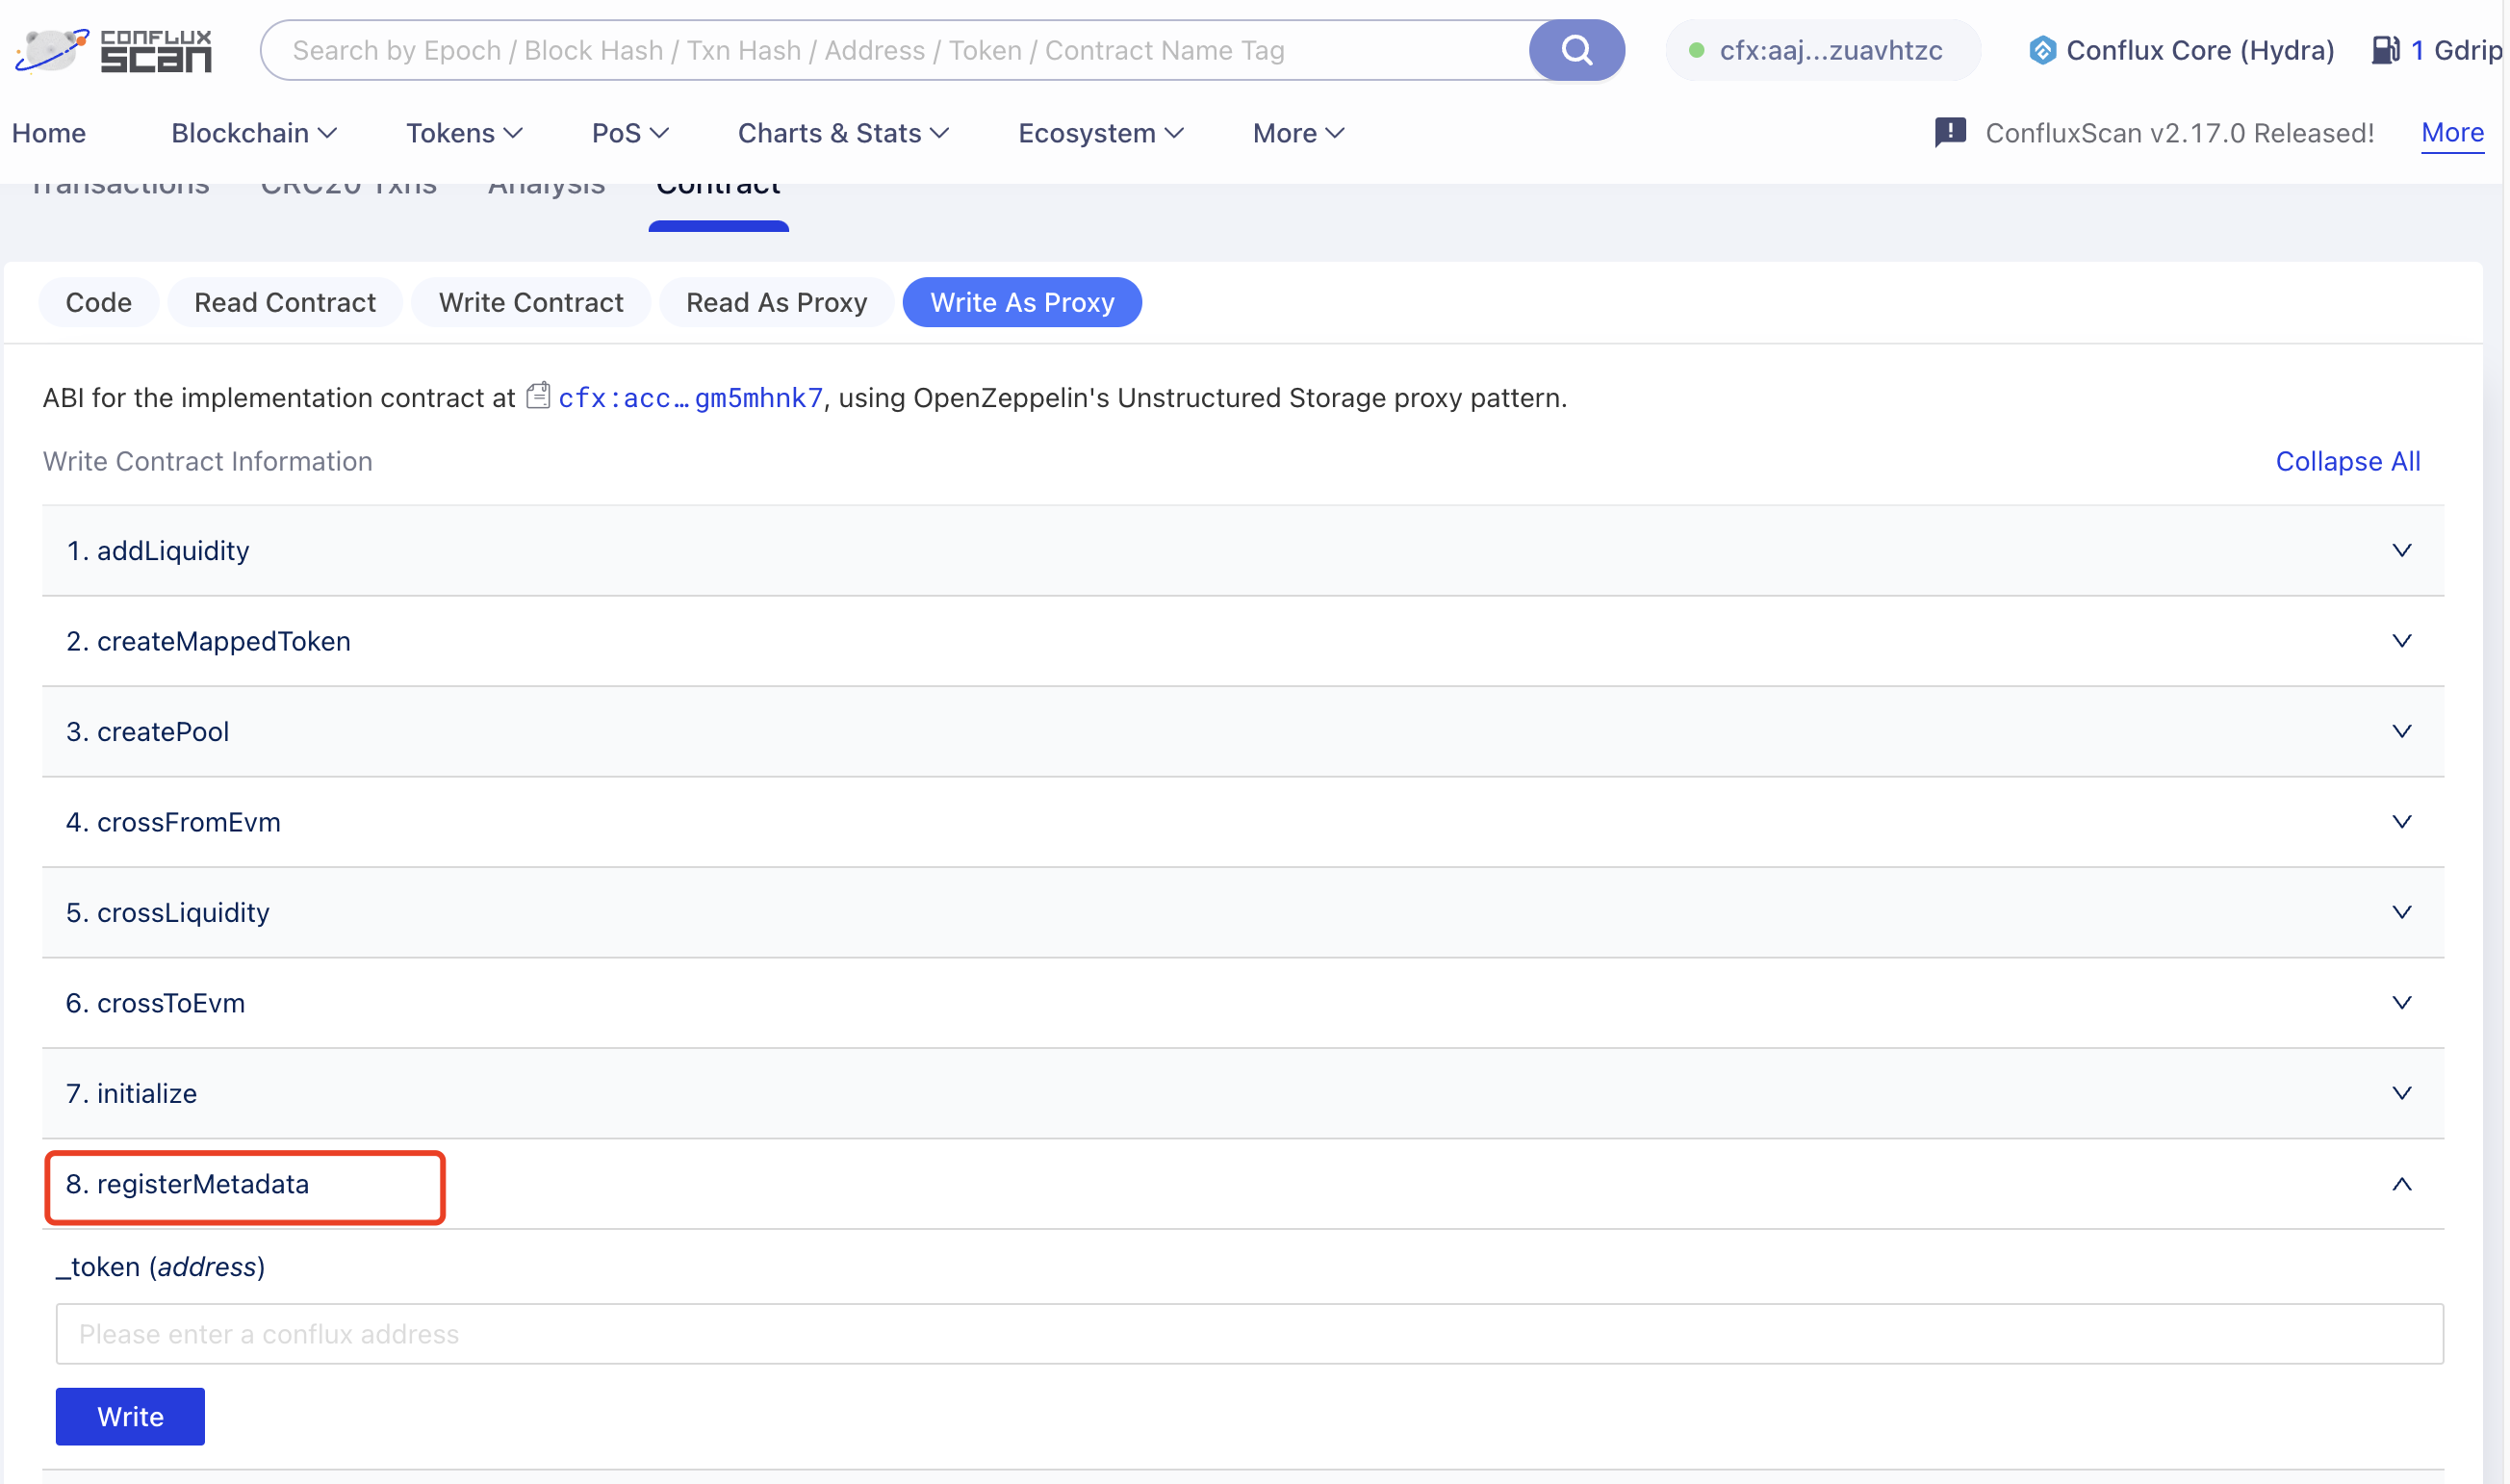 CONFLUX
SCAN
Search by Epoch / Block Hash / Txn Hash / Address / Token / Contract Name Tag
cfx:aaj...zuavhtzc
Conflux Core (Hydra)
1 Gdrip
Home
Blockchain
Tokens
PoS
Charts & Stats
Ecosystem
More
ConfluxScan v2.17.0 Released!
More
Transactions
CRC20 Txns
Analysis
Contract
Code
Read Contract
Write Contract
Read As Proxy
Write As Proxy
ABI for the implementation contract at cfx:acc…gm5mhnk7, using OpenZeppelin's Unstructured Storage proxy pattern.
Write Contract Information
Collapse All
1. addLiquidity
2. createMappedToken
3. createPool
4. crossFromEvm
5. crossLiquidity
6. crossToEvm
7. initialize
8. registerMetadata
_token (address)
Please enter a conflux address
Write